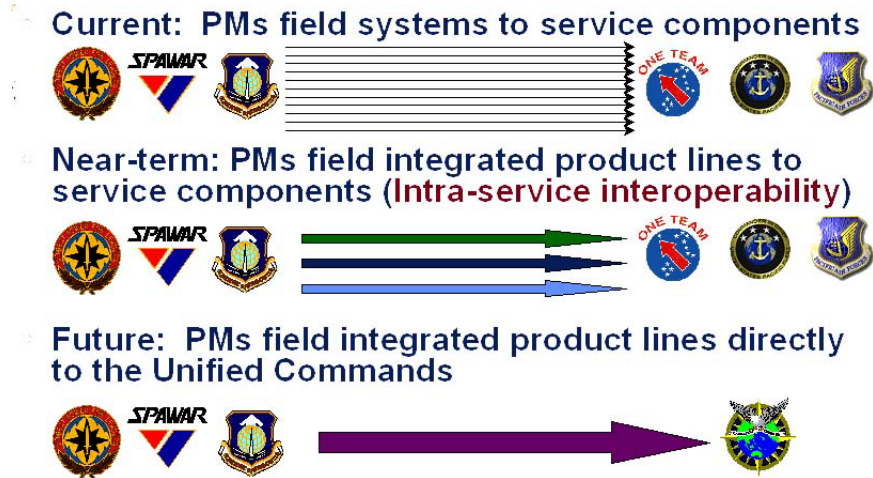 Current: PMs field systems to service components
SPAWAR
ONE TEAM
Near-term: PMs field integrated product lines to
service components (Intra-service interoperability)
SPAWAR
ONE TEAM
Future: PMs field integrated product lines directly
to the Unified Commands
SPAWAR